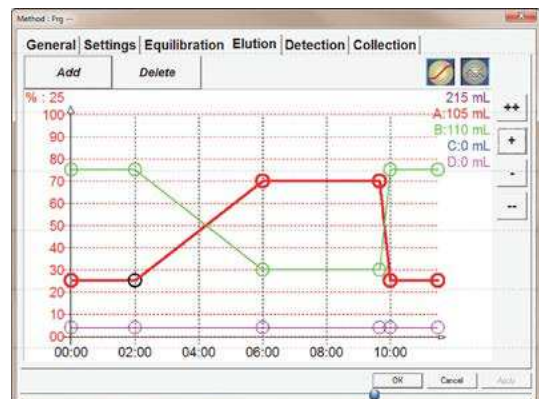 Method : Frg --
General Settings Equilibration Elution Detection Collection
Add Delete
% : 25
215 mL
A:105 mL
B:110 mL
C:0 mL
D:0 mL
++
+
-
--
100
90
80
70
60
50
40
30
20
10
00
00:00 02:00 04:00 06:00 08:00 10:00
OK Cancel Apply